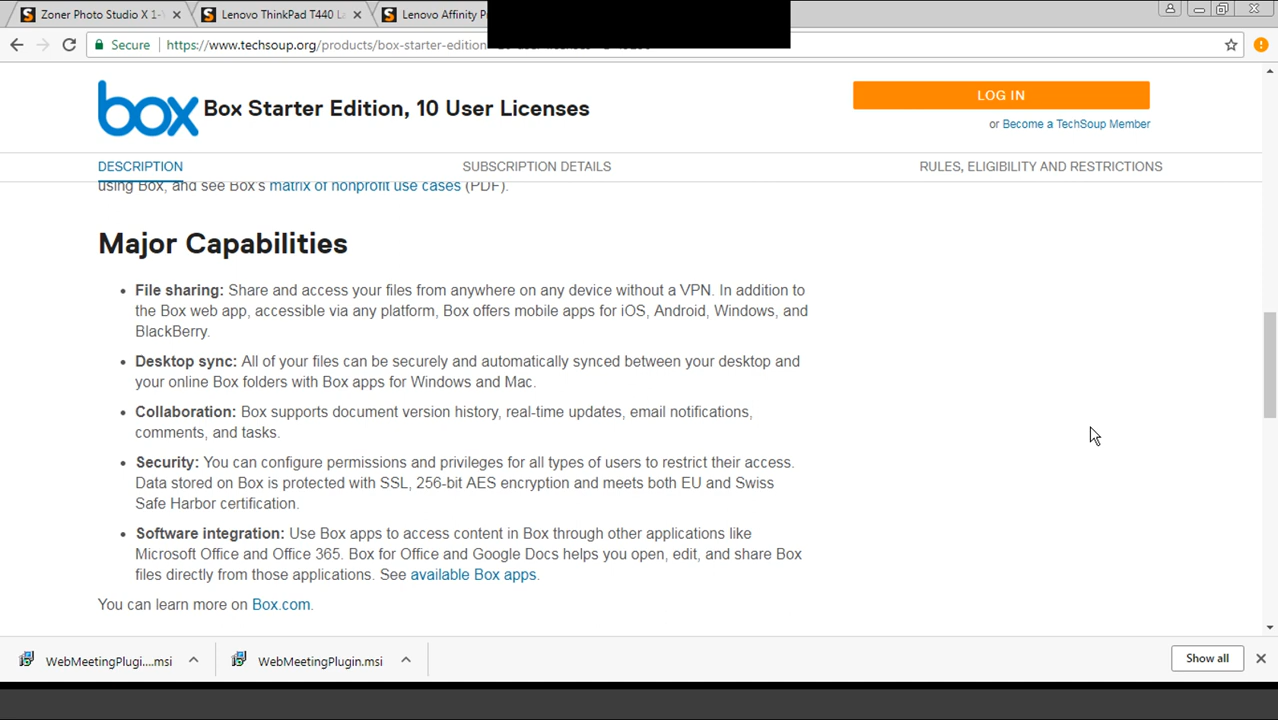 Zoner Photo Studio X 1-Y
Lenovo ThinkPad T440 La
Lenovo Affinity P
Secure
https://www.techsoup.org/products/box-starter-edition
box
Box Starter Edition, 10 User Licenses
LOG IN
or Become a TechSoup Member
DESCRIPTION
SUBSCRIPTION DETAILS
RULES, ELIGIBILITY AND RESTRICTIONS
using Box, and see Box's matrix of nonprofit use cases (PDF).
Major Capabilities
• File sharing: Share and access your files from anywhere on any device without a VPN. In addition to
the Box web app, accessible via any platform, Box offers mobile apps for iOS, Android, Windows, and
BlackBerry.
• Desktop sync: All of your files can be securely and automatically synced between your desktop and
your online Box folders with Box apps for Windows and Mac.
• Collaboration: Box supports document version history, real-time updates, email notifications,
comments, and tasks.
• Security: You can configure permissions and privileges for all types of users to restrict their access.
Data stored on Box is protected with SSL, 256-bit AES encryption and meets both EU and Swiss
Safe Harbor certification.
• Software integration: Use Box apps to access content in Box through other applications like
Microsoft Office and Office 365. Box for Office and Google Docs helps you open, edit, and share Box
files directly from those applications. See available Box apps.
You can learn more on Box.com.
WebMeetingPlugi....msi
WebMeetingPlugin.msi
Show all